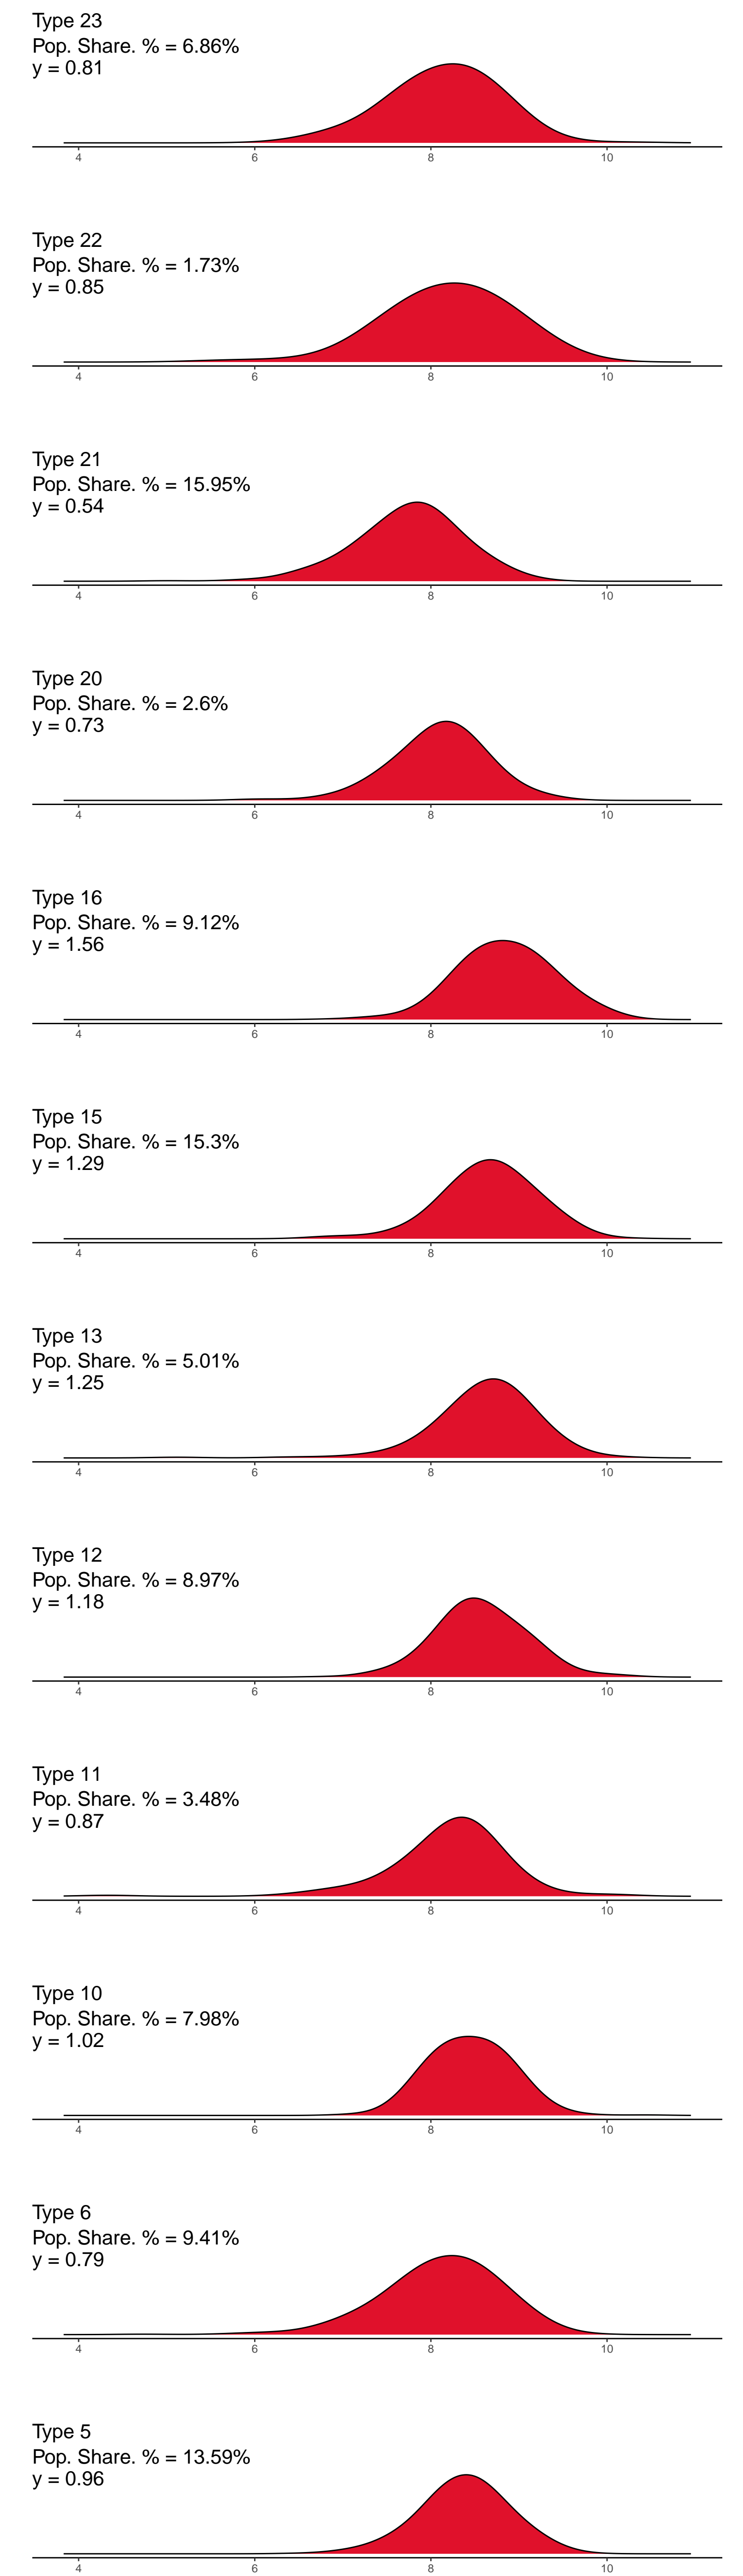 Type 23
Pop. Share. % = 6.86%
y = 0.81
4 6 8 10
Type 22
Pop. Share. % = 1.73%
y = 0.85
4 6 8 10
Type 21
Pop. Share. % = 15.95%
y = 0.54
4 6 8 10
Type 20
Pop. Share. % = 2.6%
y = 0.73
4 6 8 10
Type 16
Pop. Share. % = 9.12%
y = 1.56
4 6 8 10
Type 15
Pop. Share. % = 15.3%
y = 1.29
4 6 8 10
Type 13
Pop. Share. % = 5.01%
y = 1.25
4 6 8 10
Type 12
Pop. Share. % = 8.97%
y = 1.18
4 6 8 10
Type 11
Pop. Share. % = 3.48%
y = 0.87
4 6 8 10
Type 10
Pop. Share. % = 7.98%
y = 1.02
4 6 8 10
Type 6
Pop. Share. % = 9.41%
y = 0.79
4 6 8 10
Type 5
Pop. Share. % = 13.59%
y = 0.96
4 6 8 10